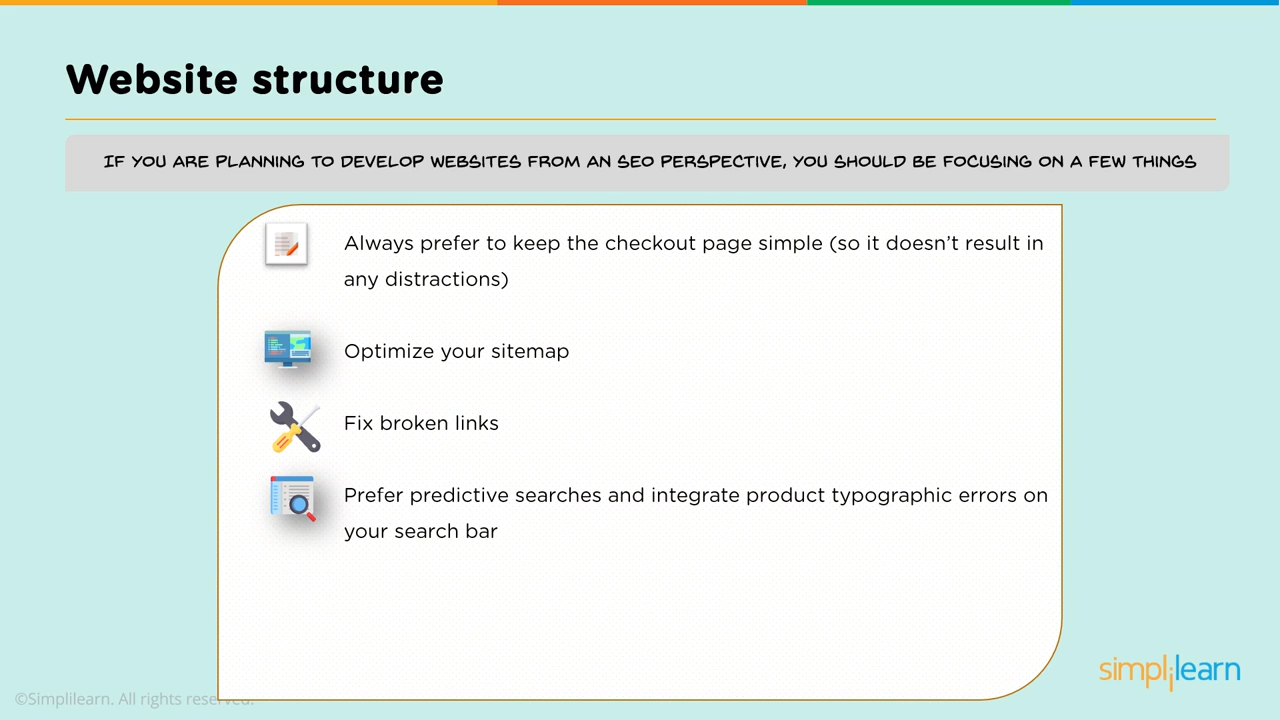 Website structure
IF YOU ARE PLANNING TO DEVELOP WEBSITES FROM AN SEO PERSPECTIVE, YOU SHOULD BE FOCUSING ON A FEW THINGS
Always prefer to keep the checkout page simple (so it doesn't result in
any distractions)
Optimize your sitemap
Fix broken links
Prefer predictive searches and integrate product typographic errors on
your search bar
simplilearn
©Simplilearn. All rights reserved.